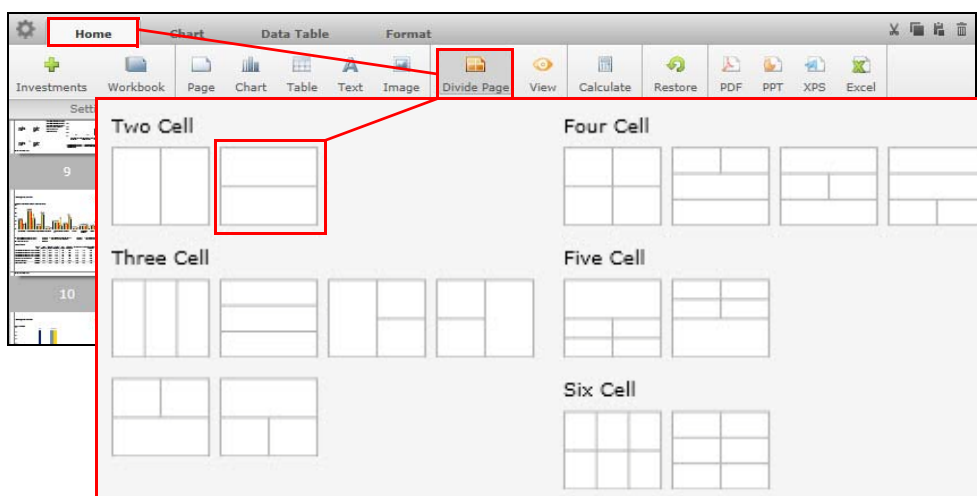 Home Chart Data Table Format
Investments Workbook Page Chart Table Text Image Divide Page View Calculate Restore PDF PPT XPS Excel
Setti
Two Cell Four Cell
9
Three Cell Five Cell
10
Six Cell